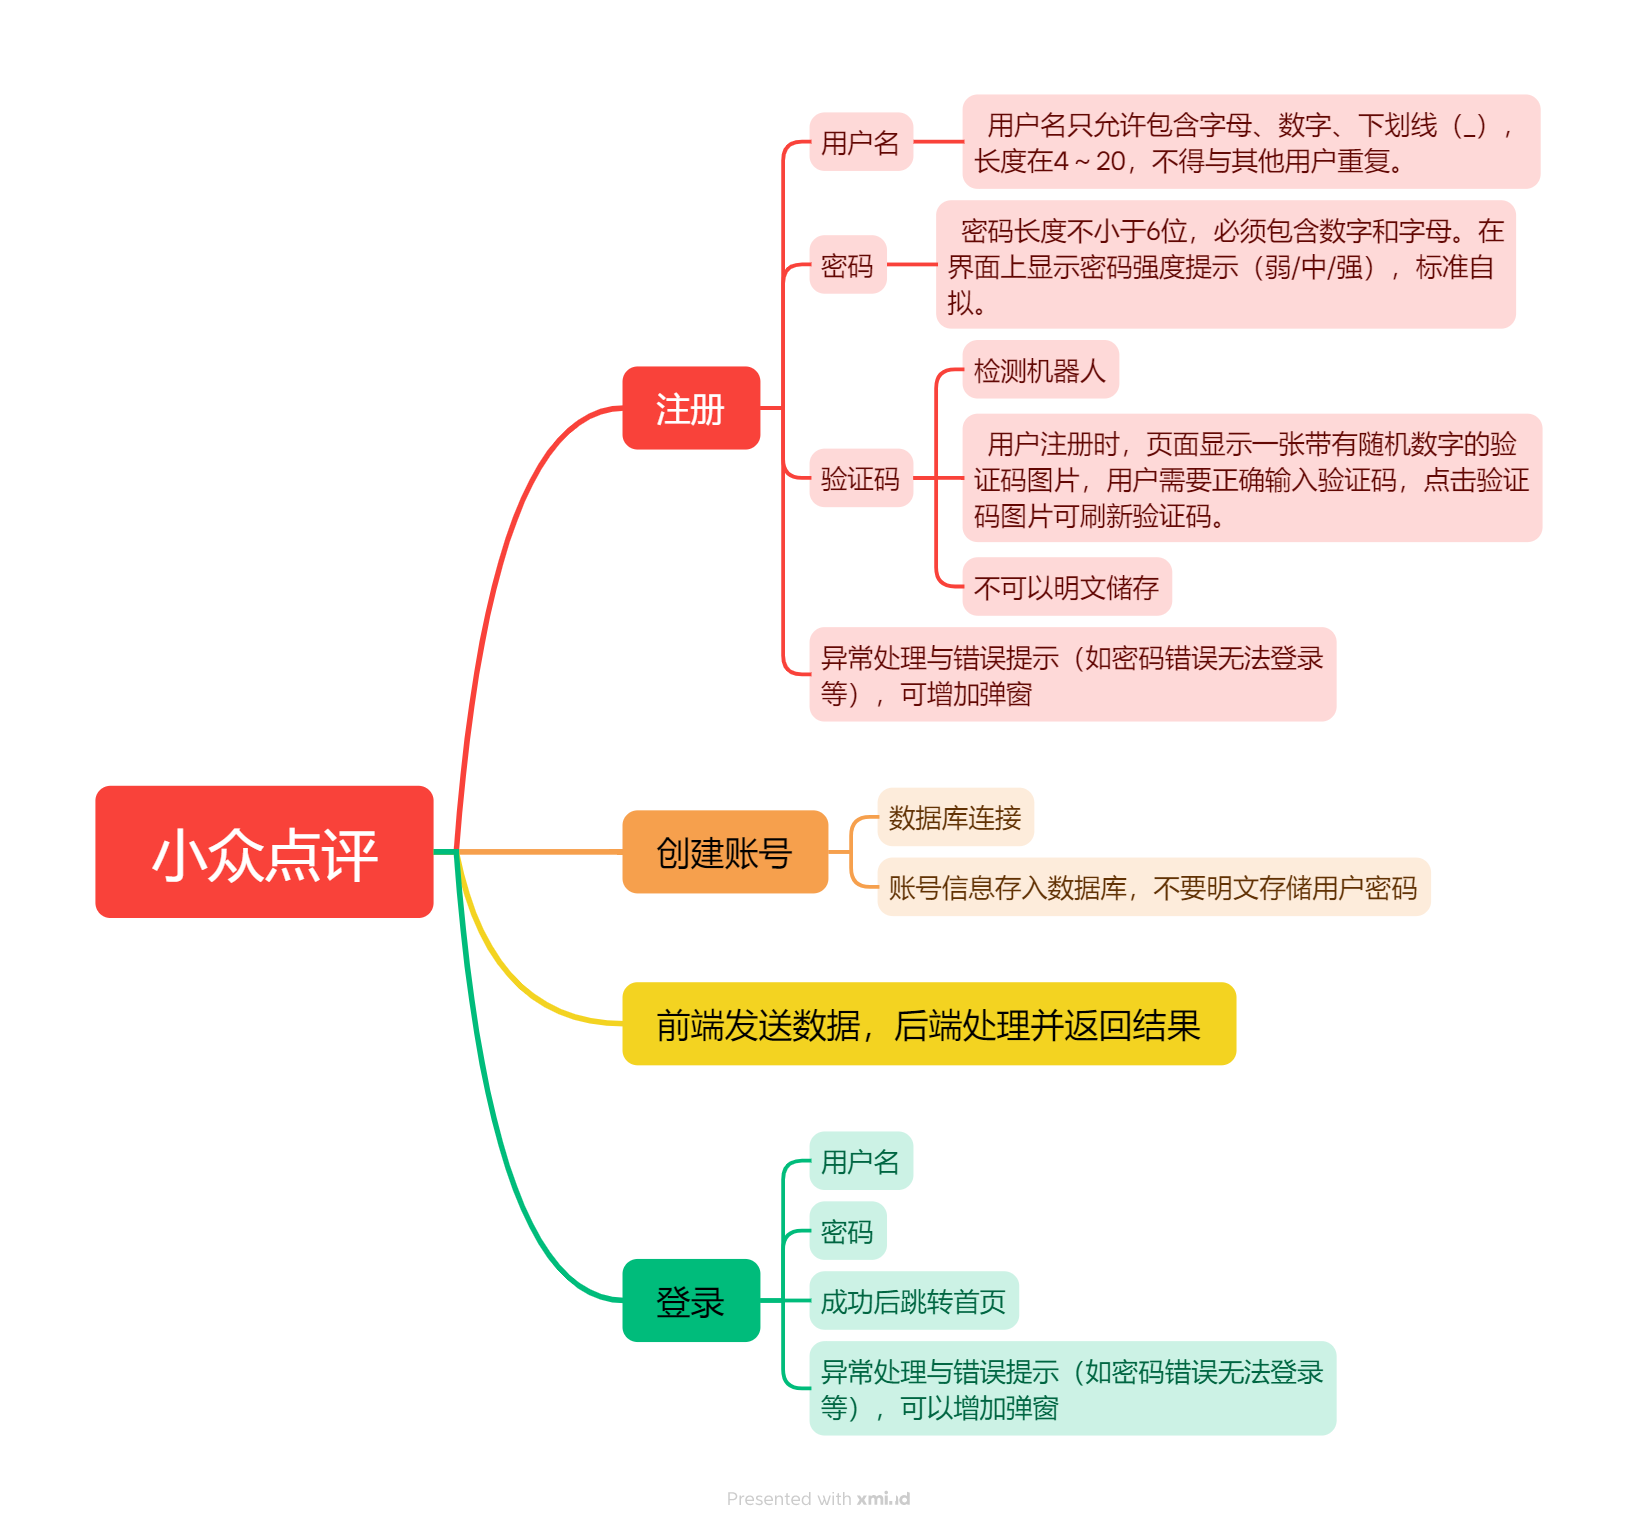 小众点评
注册
用户名
用户名只允许包含字母、数字、下划线（_），
长度在4～20，不得与其他用户重复。
密码
密码长度不小于6位，必须包含数字和字母。在
界面上显示密码强度提示（弱/中/强），标准自
拟。
验证码
检测机器人
用户注册时，页面显示一张带有随机数字的验
证码图片，用户需要正确输入验证码，点击验证
码图片可刷新验证码。
不可以明文储存
异常处理与错误提示（如密码错误无法登录
等），可增加弹窗
创建账号
数据库连接
账号信息存入数据库，不要明文存储用户密码
前端发送数据，后端处理并返回结果
登录
用户名
密码
成功后跳转首页
异常处理与错误提示（如密码错误无法登录
等），可以增加弹窗
Presented with xmind